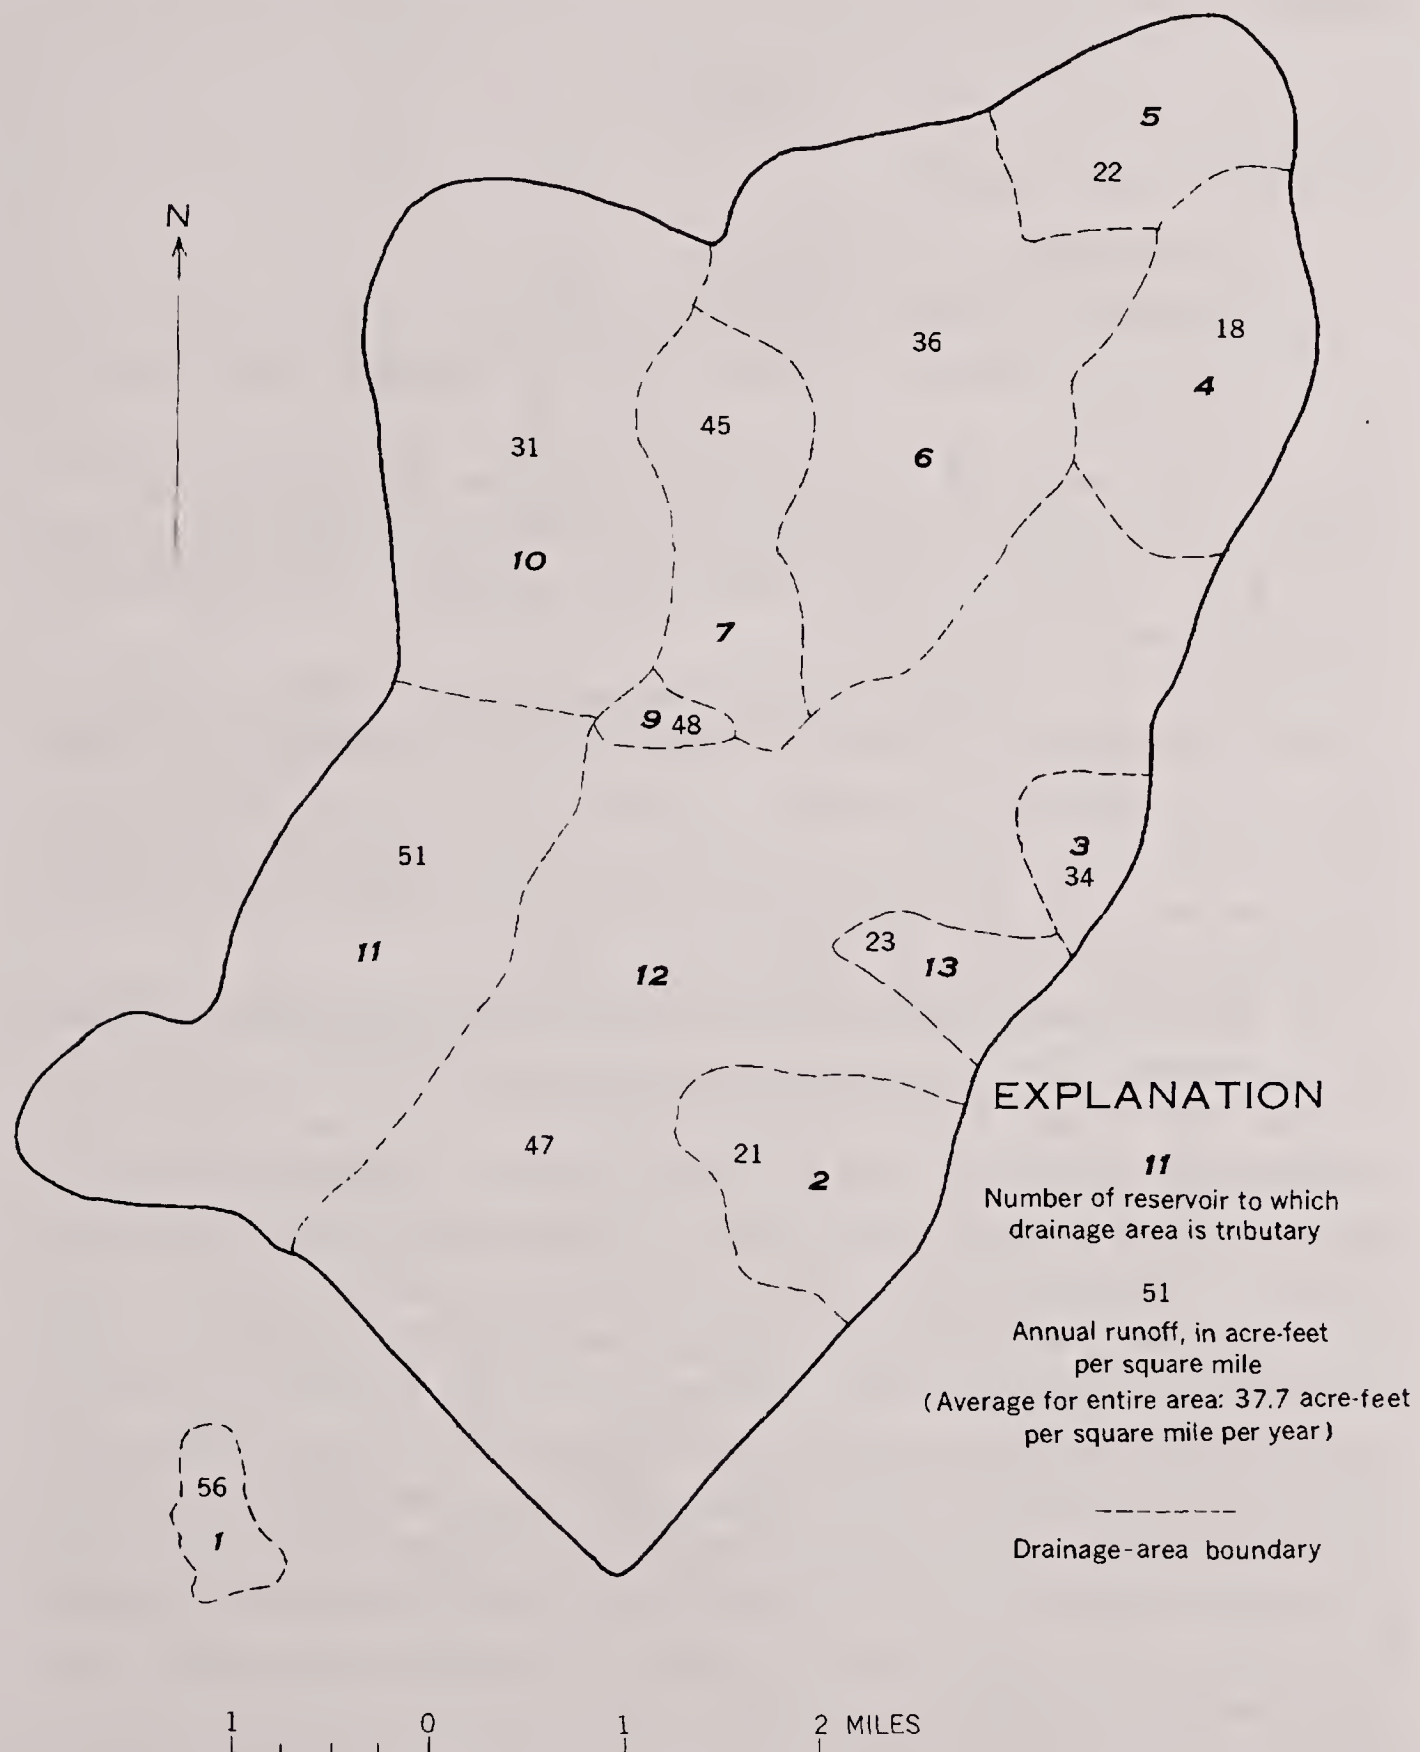 5
22
N
36
18
4
45
31
6
10
7
9 48
3
34
51
23
13
11
12
EXPLANATION
47
21
2
11
Number of reservoir to which
drainage area is tributary
51
Annual runoff, in acre-feet
per square mile
(Average for entire area: 37.7 acre-feet
per square mile per year)
56
1
Drainage-area boundary
1 0 1 2 MILES